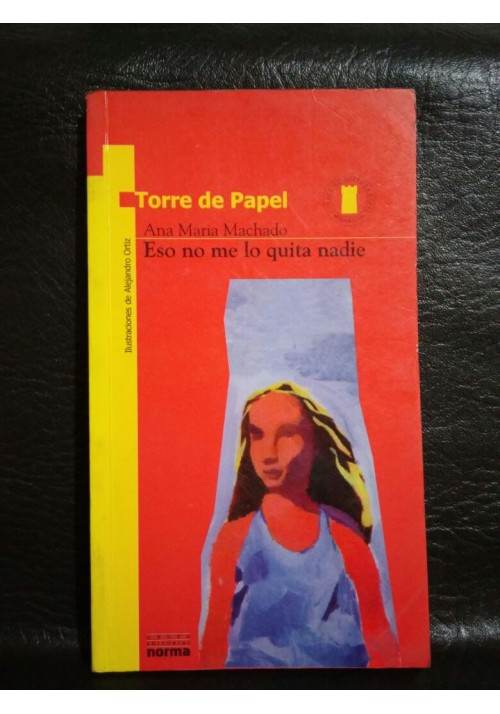 Torre de Papel
Ana Maria Machado
Eso no me lo quita nadie
Ilustraciones de Alejandro Ortiz
norma